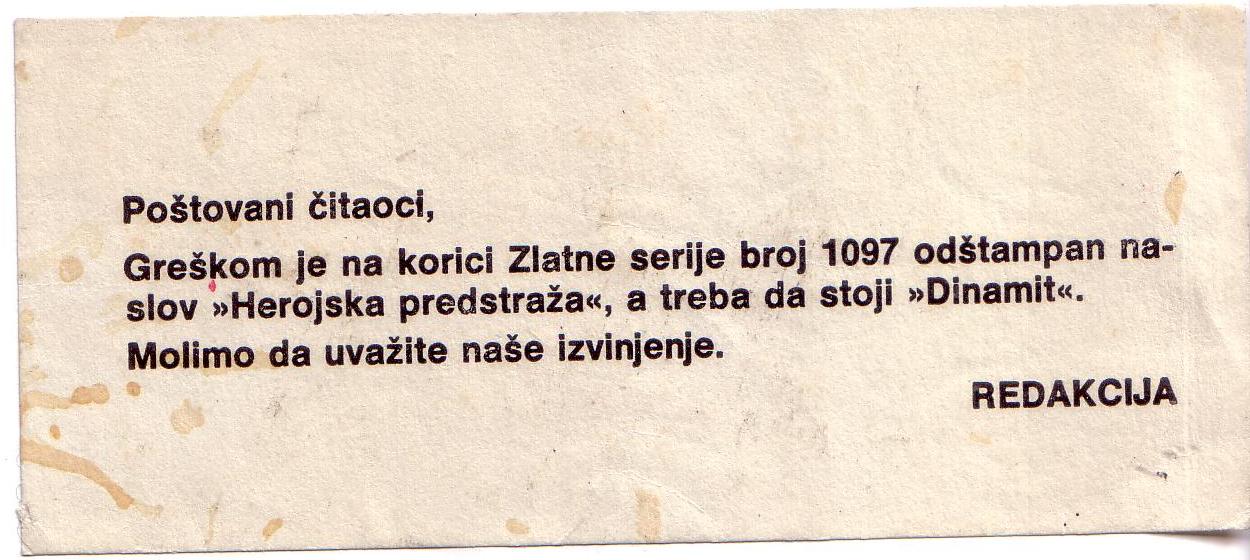 Poštovani čitaoci,
Greškom je na korici Zlatne serije broj 1097 odštampan na-
slov »Herojska predstraža«, a treba da stoji »Dinamit«.
Molimo da uvažite naše izvinjenje.
REDAKCIJA